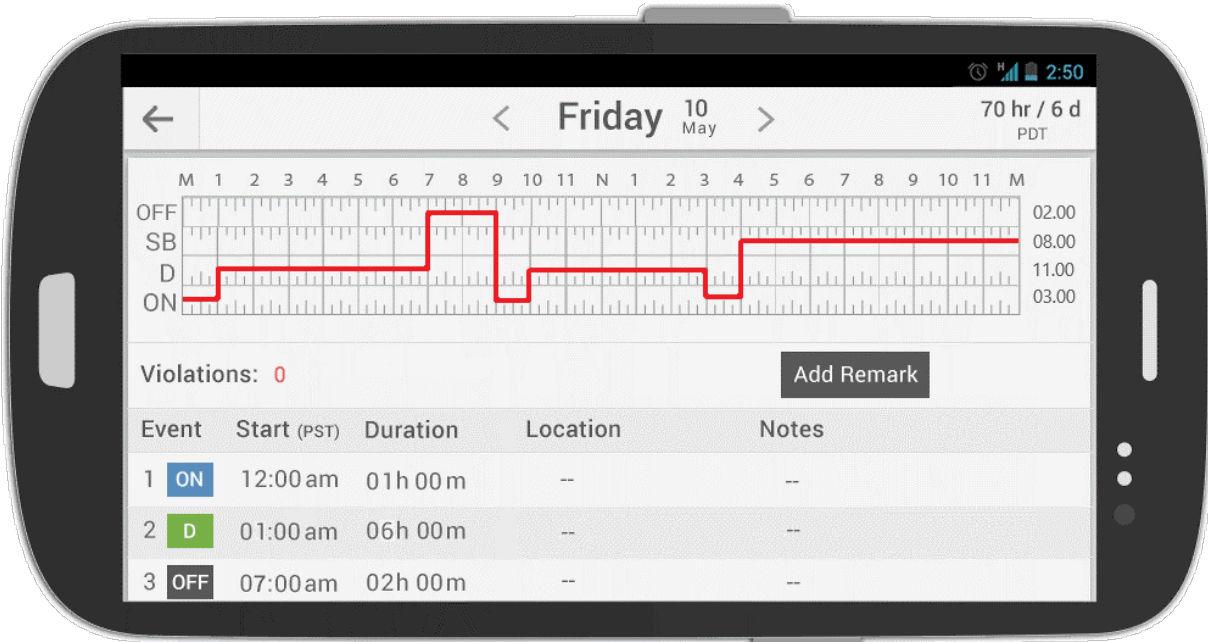 H 2:50
Friday 10 May 70 hr / 6 d
PDT
M 1 2 3 4 5 6 7 8 9 10 11 N 1 2 3 4 5 6 7 8 9 10 11 M
OFF 02.00
SB 08.00
D 11.00
ON 03.00
Violations: 0 Add Remark
Event Start (PST) Duration Location Notes
1 ON 12:00 am 01h 00m -- --
2 D 01:00 am 06h 00m -- --
3 OFF 07:00 am 02h 00m -- --